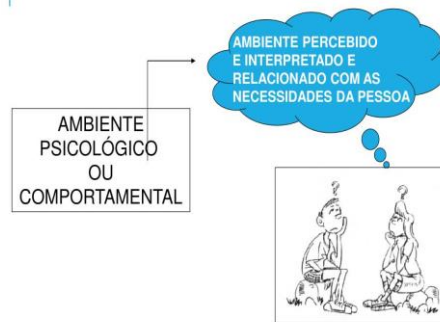 AMBIENTE PERCEBIDO
E INTERPRETADO E
RELACIONADO COM AS
NECESSIDADES DA PESSOA
AMBIENTE
PSICOLÓGICO
OU
COMPORTAMENTAL
?
?